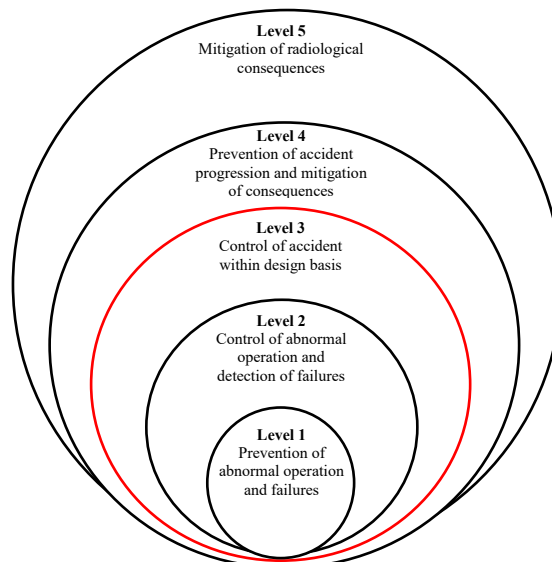 Level 5
Mitigation of radiological
consequences
Level 4
Prevention of accident
progression and mitigation
of consequences
Level 3
Control of accident
within design basis
Level 2
Control of abnormal
operation and
detection of failures
Level 1
Prevention of
abnormal operation
and failures